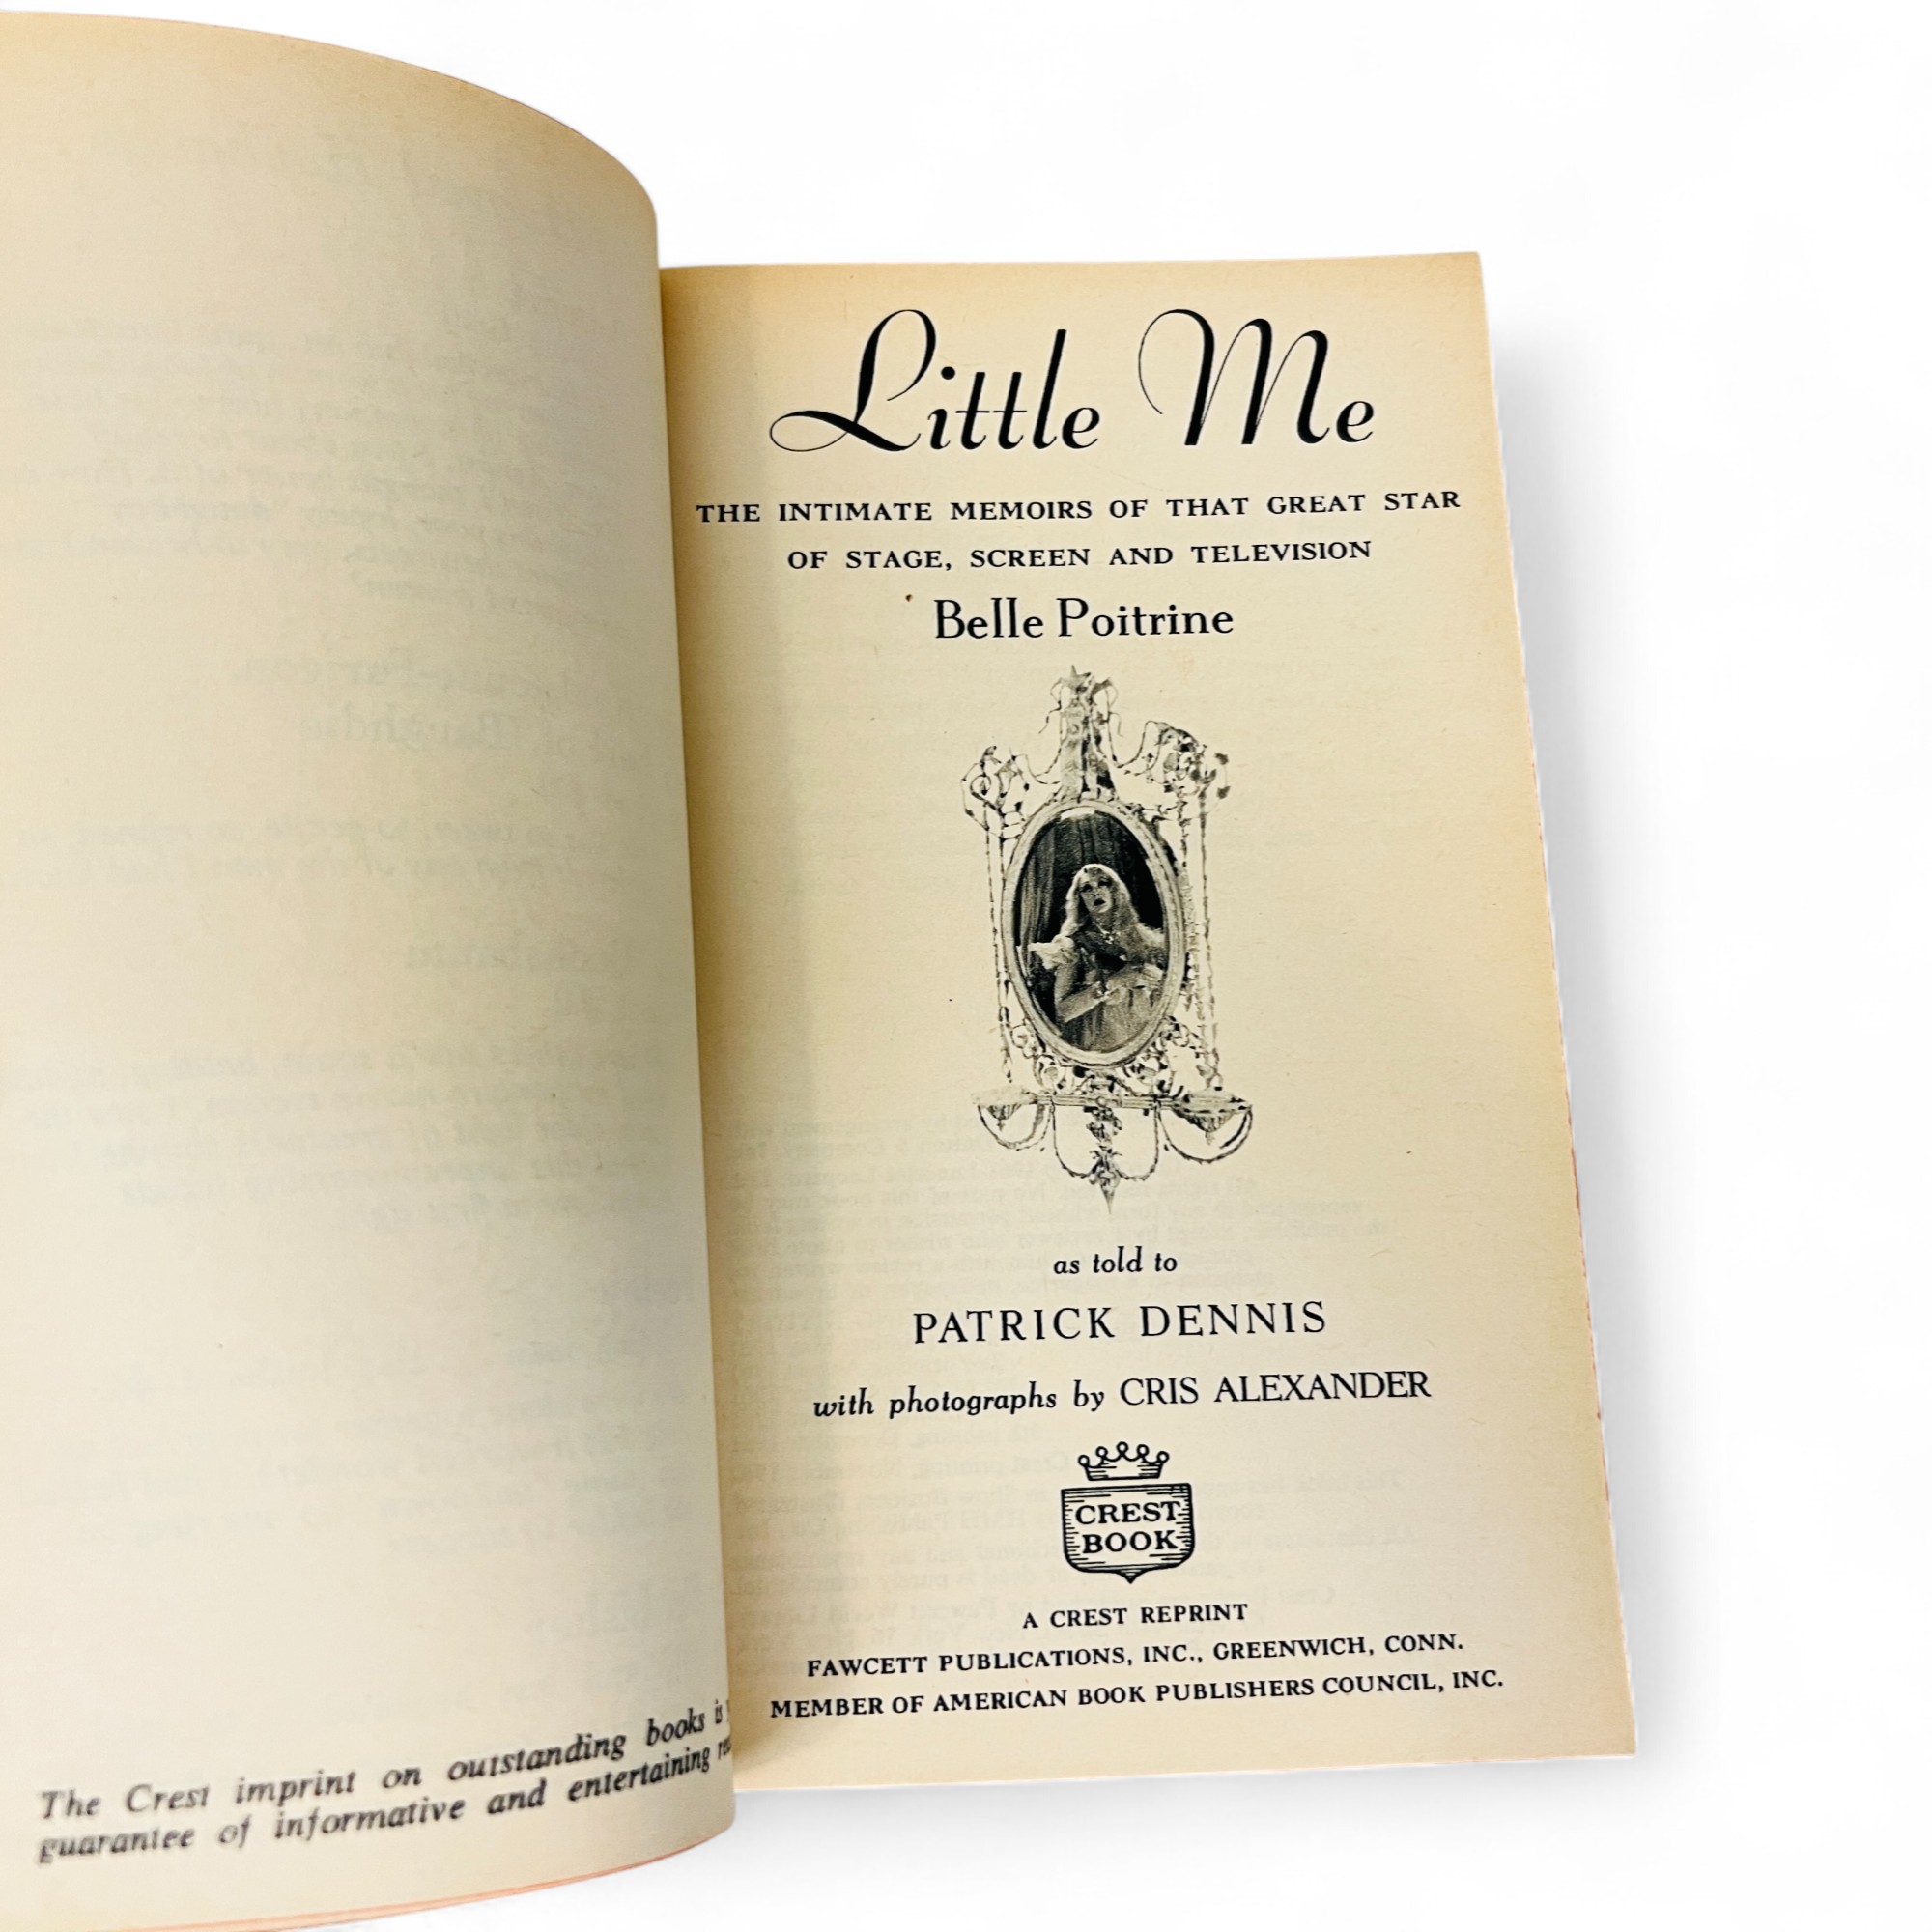 The Crest imprint on outstanding books is
guarantee of informative and entertaining
Little Me
THE INTIMATE MEMOIRS OF THAT GREAT STAR
OF STAGE, SCREEN AND TELEVISION
Belle Poitrine
as told to
PATRICK DENNIS
with photographs by CRIS ALEXANDER
CREST
BOOK
A CREST REPRINT
FAWCETT PUBLICATIONS, INC., GREENWICH, CONN.
MEMBER OF AMERICAN BOOK PUBLISHERS COUNCIL, INC.